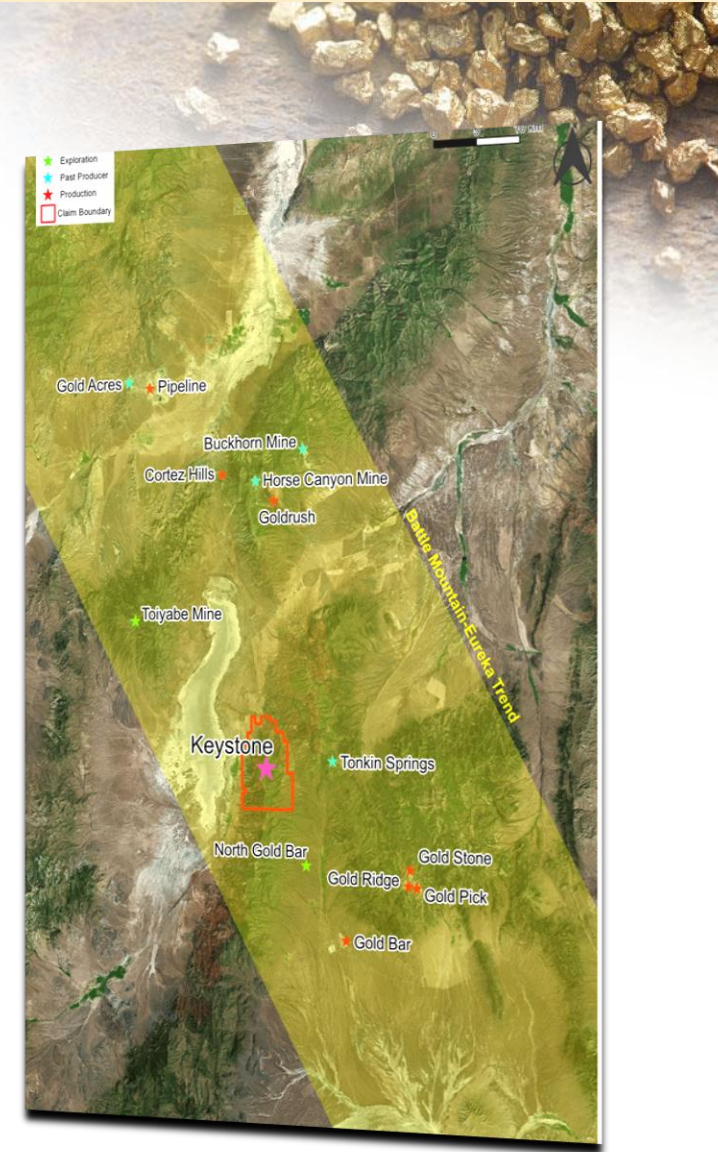 Exploration
Past Producer
Production
Claim Boundary
Gold Acres
Pipeline
Buckhorn Mine
Cortez Hills
Horse Canyon Mine
Goldrush
Battle Mountain-Eureka Trend
Toiyabe Mine
Keystone
Tonkin Springs
North Gold Bar
Gold Stone
Gold Ridge
Gold Pick
Gold Bar